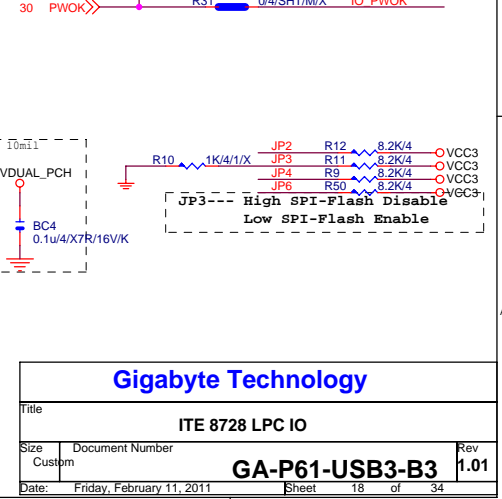 30 PWOK R31 0/4/SHT/M/X IO_PWOK
10mil
VDUAL_PCH
BC4
0.1u/4/X7R/16V/K
JP2 R12 8.2K/4 VCC3
R10 1K/4/1/X JP3 R11 8.2K/4 VCC3
JP4 R9 8.2K/4 VCC3
JP6 R50 8.2K/4 VCC3
JP3--- High SPI-Flash Disable
Low SPI-Flash Enable
Gigabyte Technology
Title
ITE 8728 LPC IO
Size Document Number Rev
Custom GA-P61-USB3-B3 1.01
Date: Friday, February 11, 2011 Sheet 18 of 34